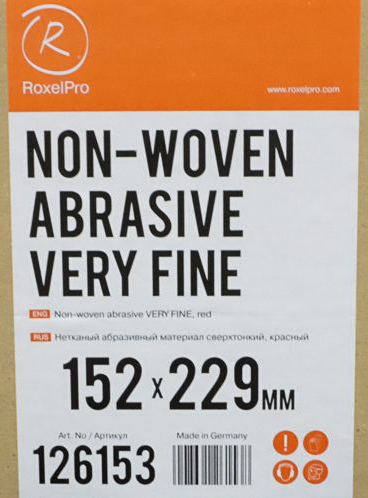 R
RoxelPro
www.roxelpro.com
NON-WOVEN
ABRASIVE
VERY FINE
ENG Non-woven abrasive VERY FINE, red
RUS Нетканый абразивный материал сверхтонкий, красный
152 x 229 мм
Art. No / Артикул Made in Germany
126153